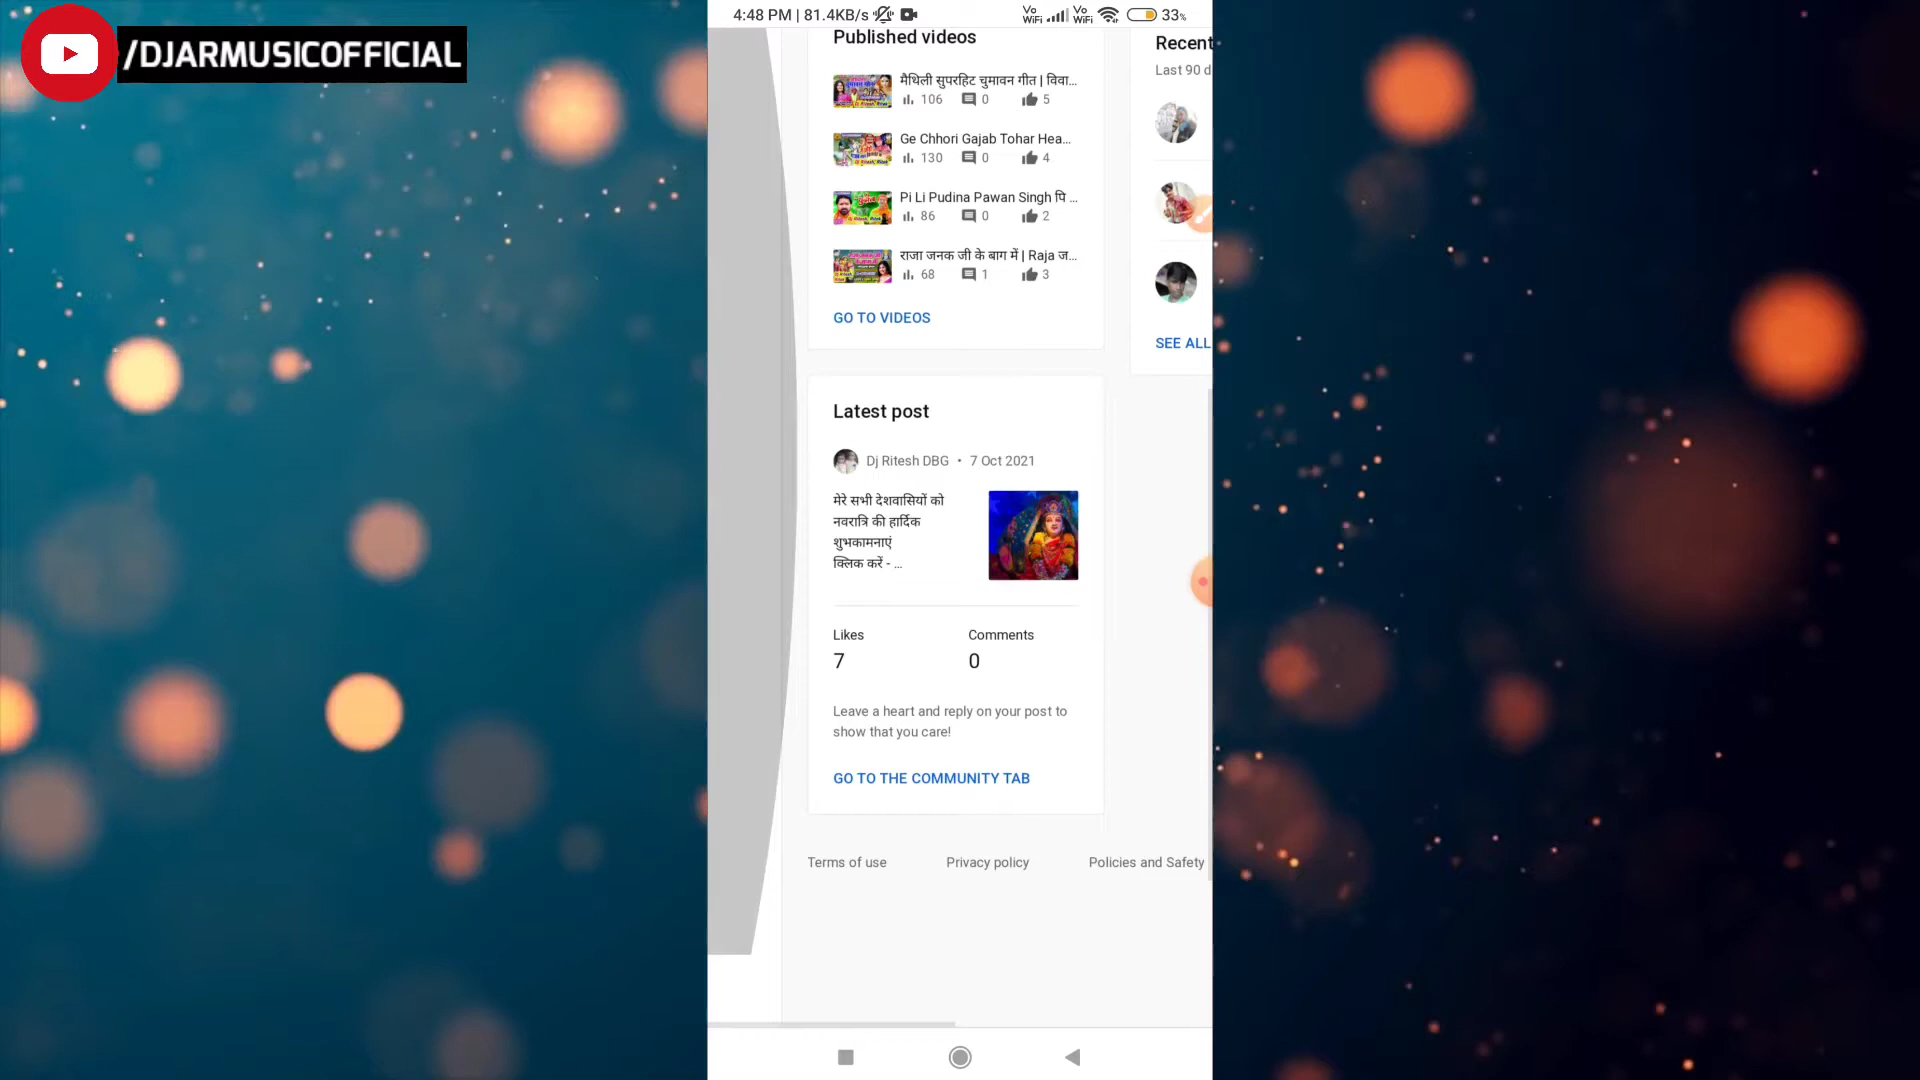 /DJARMUSICOFFICIAL
4:48 PM | 81.4KB/s
Vo WiFi Vo WiFi 33%
Published videos
मैथिली सुपरहिट चुमावन गीत | विवा...
106 0 5
Ge Chhori Gajab Tohar Hea...
130 0 4
Pi Li Pudina Pawan Singh पि ...
86 0 2
राजा जनक जी के बाग में | Raja ज...
68 1 3
GO TO VIDEOS
Recent
Last 90 d
SEE ALL
Latest post
Dj Ritesh DBG • 7 Oct 2021
मेरे सभी देशवासियों को
नवरात्रि की हार्दिक
शुभकामनाएं
क्लिक करें - ...
Likes Comments
7 0
Leave a heart and reply on your post to
show that you care!
GO TO THE COMMUNITY TAB
Terms of use Privacy policy Policies and Safety